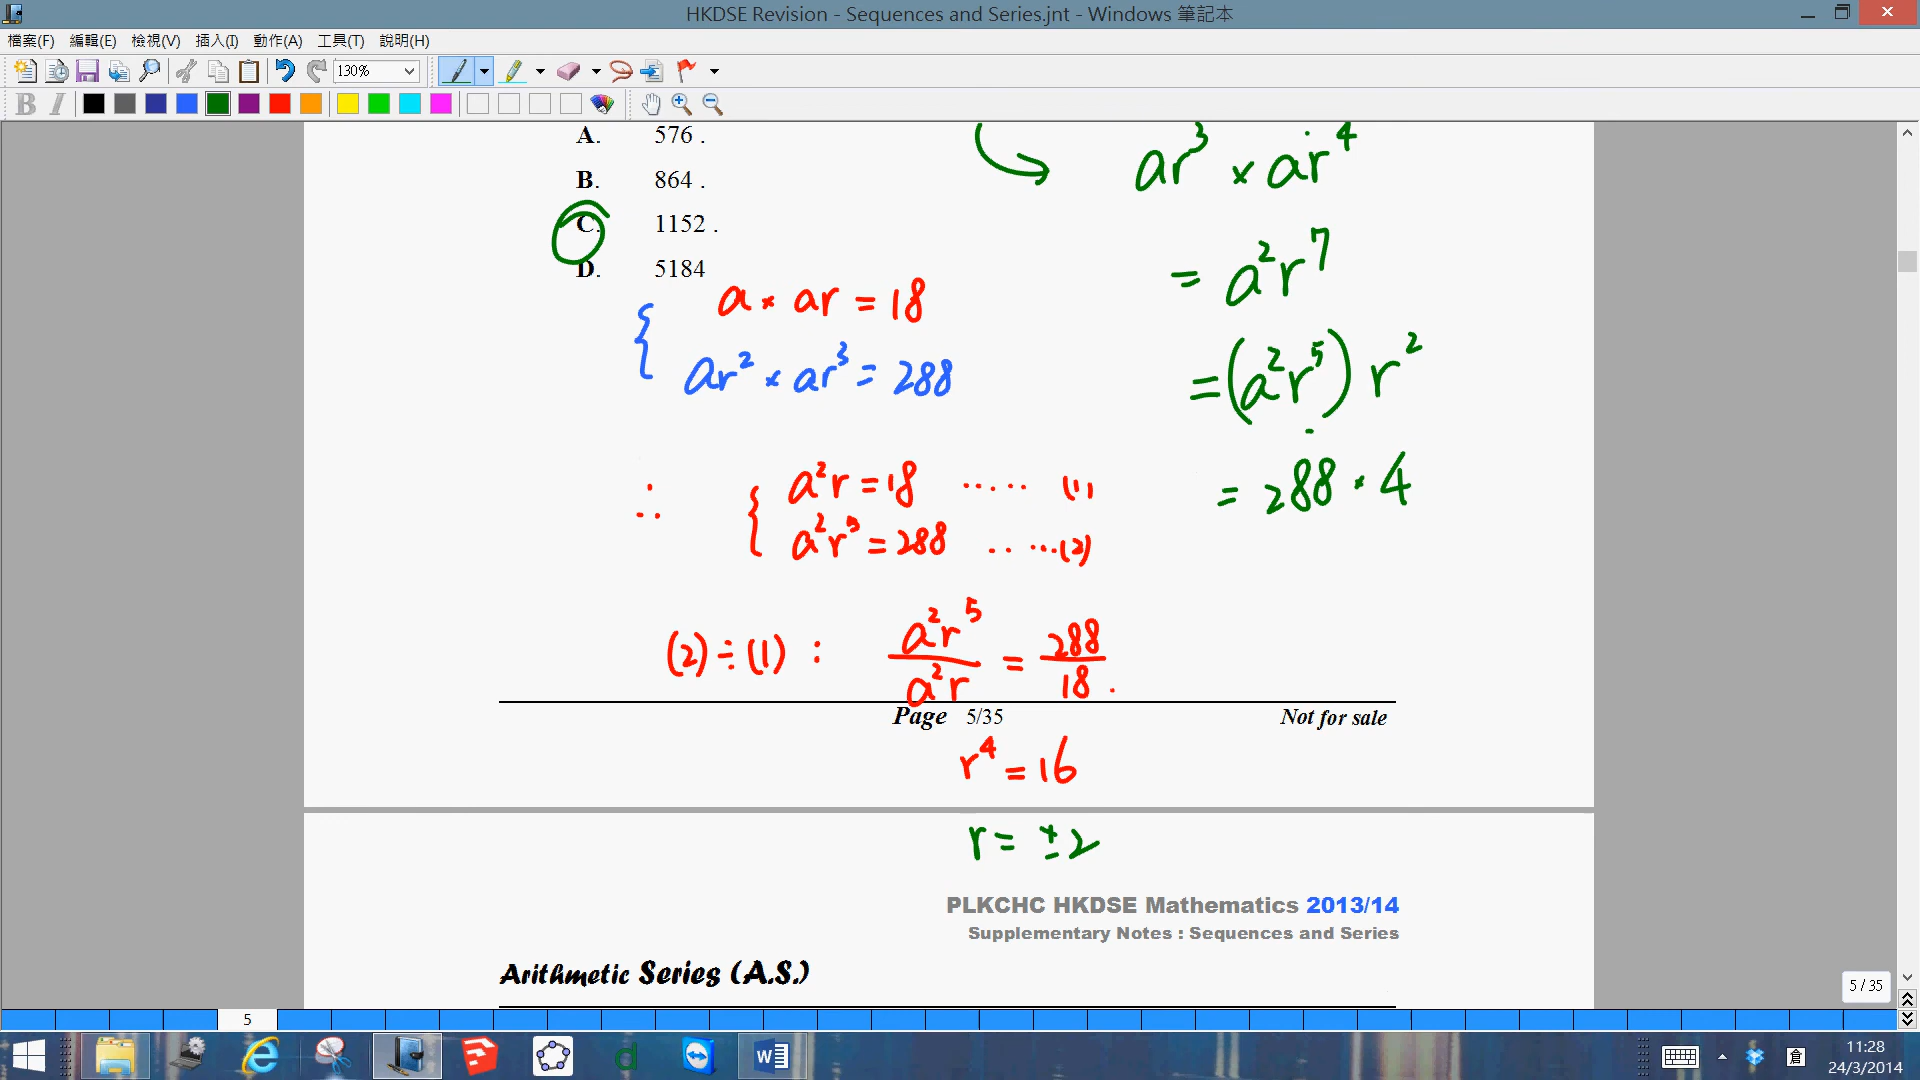 HKDSE Revision - Sequences and Series.jnt - Windows 筆記本
檔案(F) 編輯(E) 檢視(V) 插入(I) 動作(A) 工具(T) 說明(H)
130%
B I
A. 576 .
B. 864 .
C. 1152 .
D. 5184
a × ar = 18
ar² × ar³ = 288
∴ a²r = 18 ...... (1)
a²r⁵ = 288 ...... (2)
(2) ÷ (1) : a²r⁵ / a²r = 288 / 18
ar³ × ar⁴
= a²r⁷
= (a²r⁵) r²
= 288 × 4
Page 5/35 Not for sale
r⁴ = 16
r = ±2
PLKCHC HKDSE Mathematics 2013/14
Supplementary Notes : Sequences and Series
Arithmetic Series (A.S.)
5 / 35
5
倉
11:28
24/3/2014